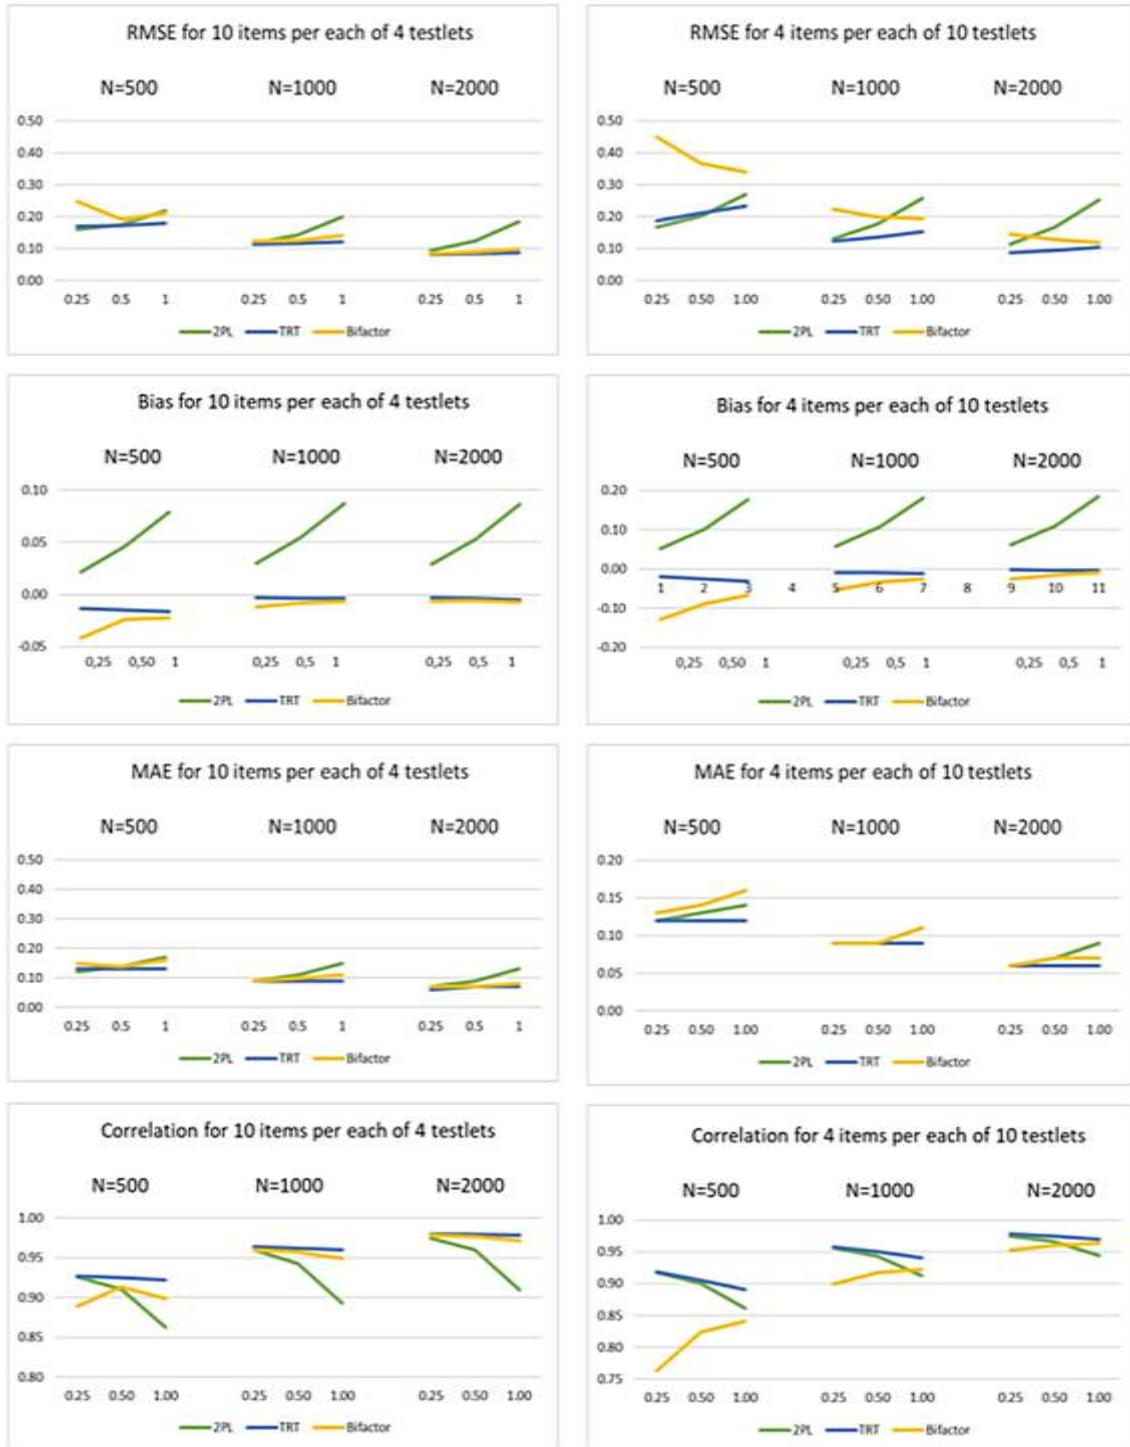 RMSE for 10 items per each of 4 testlets
N=500 N=1000 N=2000
0.50
0.40
0.30
0.20
0.10
0.00
0.25 0.5 1 0.25 0.5 1 0.25 0.5 1
2PL TRT Bifactor
RMSE for 4 items per each of 10 testlets
N=500 N=1000 N=2000
0.50
0.40
0.30
0.20
0.10
0.00
0.25 0.50 1.00 0.25 0.50 1.00 0.25 0.50 1.00
2PL TRT Bifactor
Bias for 10 items per each of 4 testlets
N=500 N=1000 N=2000
0.10
0.05
0.00
-0.05
0,25 0,50 1 0,25 0,5 1 0,25 0,5 1
2PL TRT Bifactor
Bias for 4 items per each of 10 testlets
N=500 N=1000 N=2000
0.20
0.10
0.00
1 2 3 4 5 6 7 8 9 10 11
-0.10
-0.20
0,25 0,50 1 0,25 0,5 1 0,25 0,5 1
2PL TRT Bifactor
MAE for 10 items per each of 4 testlets
N=500 N=1000 N=2000
0.50
0.40
0.30
0.20
0.10
0.00
0.25 0.5 1 0.25 0.5 1 0.25 0.5 1
2PL TRT Bifactor
MAE for 4 items per each of 10 testlets
N=500 N=1000 N=2000
0.20
0.15
0.10
0.05
0.00
0.25 0.50 1.00 0.25 0.50 1.00 0.25 0.50 1.00
2PL TRT Bifactor
Correlation for 10 items per each of 4 testlets
N=500 N=1000 N=2000
1.00
0.95
0.90
0.85
0.80
0.25 0.50 1.00 0.25 0.50 1.00 0.25 0.50 1.00
2PL TRT Bifactor
Correlation for 4 items per each of 10 testlets
N=500 N=1000 N=2000
1.00
0.95
0.90
0.85
0.80
0.75
0.25 0.50 1.00 0.25 0.50 1.00 0.25 0.50 1.00
2PL TRT Bifactor